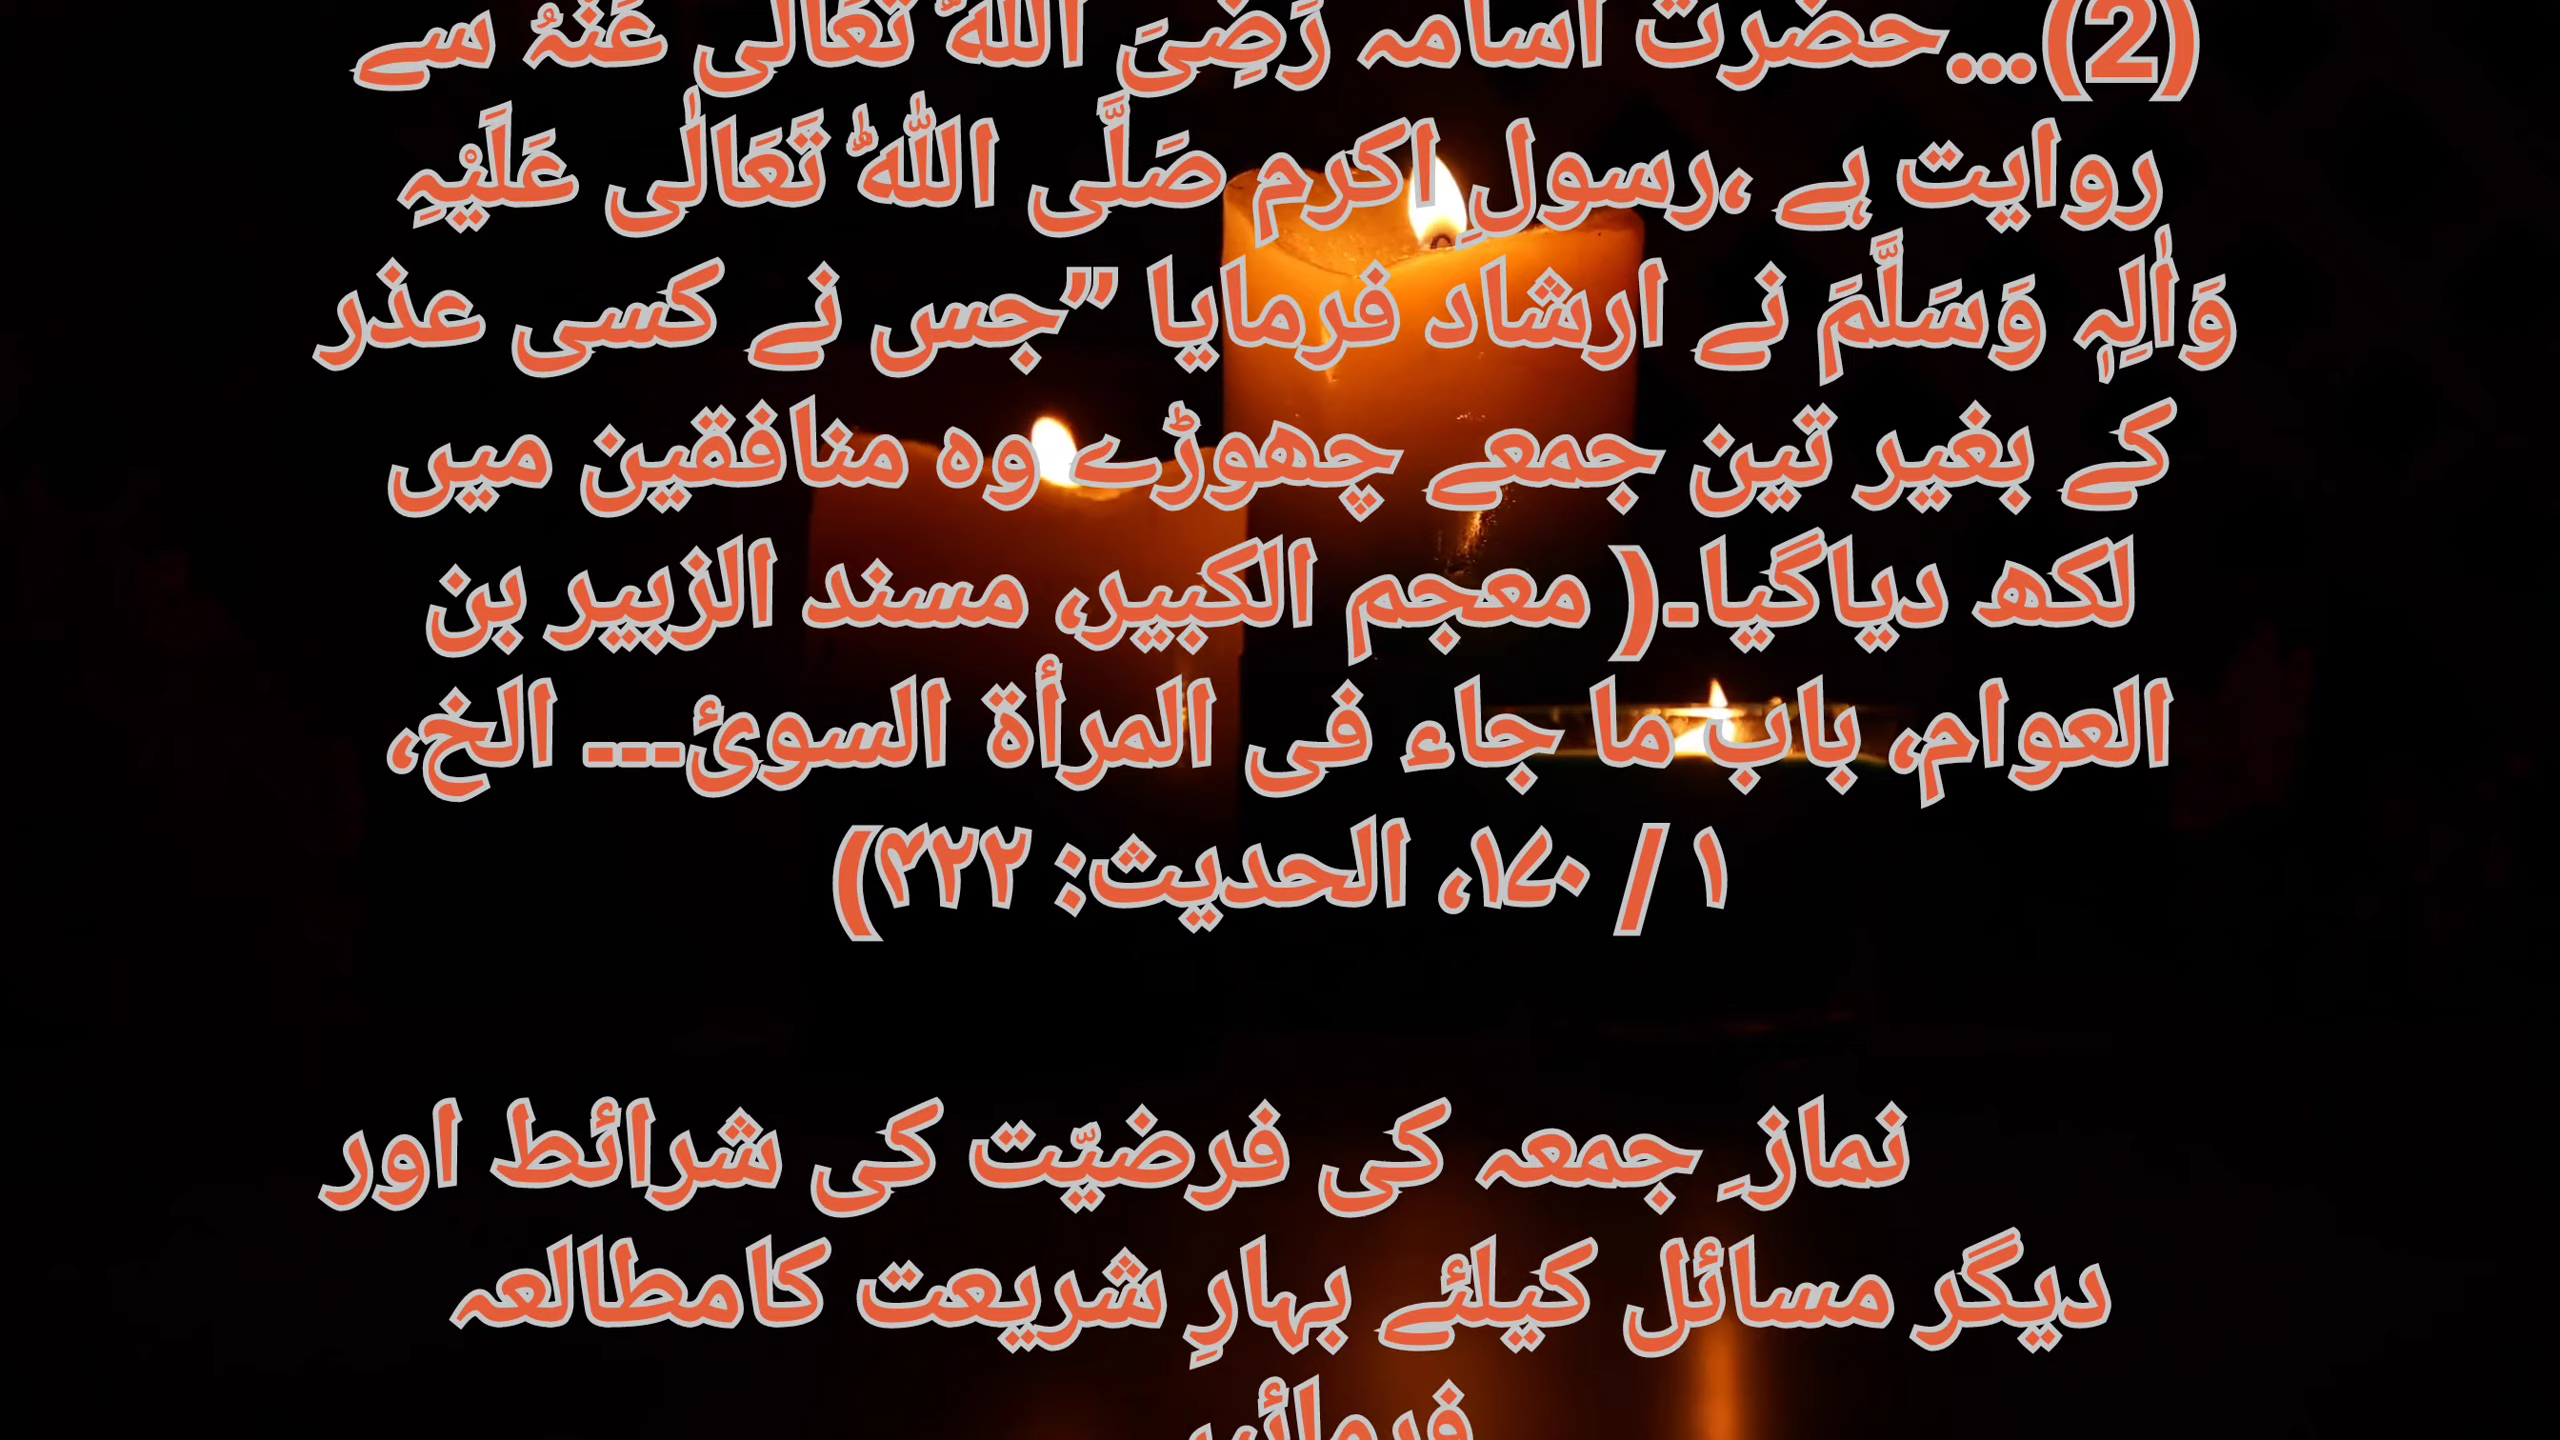 (2)…حضرت اسامہ رَضِیَ اللّٰہُ تَعَالٰی عَنْہُ سے
روایت ہے ،رسولِ اکرم صَلَّی اللّٰہُ تَعَالٰی عَلَیْہِ
وَاٰلِہٖ وَسَلَّمَ نے ارشاد فرمایا ”جس نے کسی عذر
کے بغیر تین جمعے چھوڑے وہ منافقین میں
لکھ دیاگیا۔( معجم الکبیر، مسند الزبیر بن
العوام، باب ما جاء فی المرأۃ السویٔ۔۔۔ الخ،
۱ / ۱۷۰، الحدیث: ۴۲۲)
نماز ِ جمعہ کی فرضیّت کی شرائط اور
دیگر مسائل کیلئے بہارِ شریعت کامطالعہ
فرمائیں